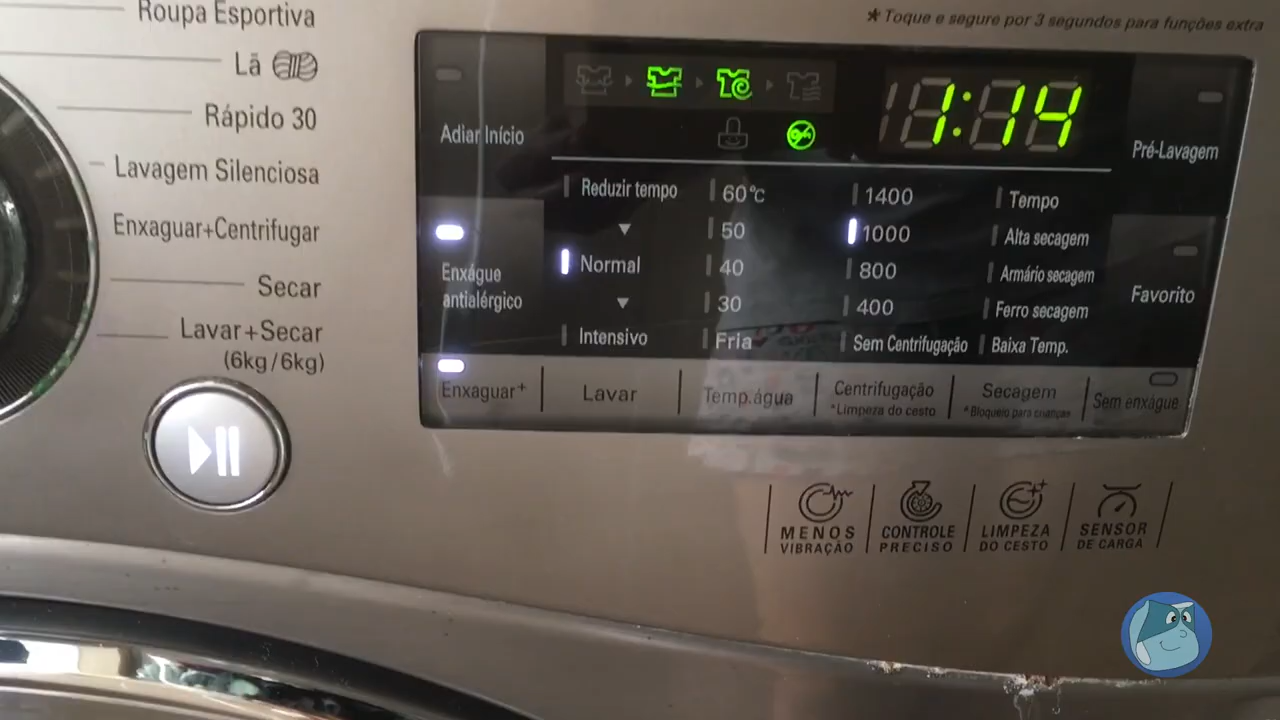 Roupa Esportiva
Lã
Rápido 30
Lavagem Silenciosa
Enxaguar+Centrifugar
Secar
Lavar+Secar
(6kg/6kg)
* Toque e segure por 3 segundos para funções extra
Adiar Início
1:14
Pré-Lavagem
Enxágue
antialérgico
Reduzir tempo
Normal
Intensivo
60°C
50
40
30
Fria
1400
1000
800
400
Sem Centrifugação
Tempo
Alta secagem
Armário secagem
Ferro secagem
Baixa Temp.
Favorito
Enxaguar+
Lavar
Temp.água
Centrifugação
*Limpeza do cesto
Secagem
*Bloqueio para crianças
Sem enxágue
MENOS
VIBRAÇÃO
CONTROLE
PRECISO
LIMPEZA
DO CESTO
SENSOR
DE CARGA